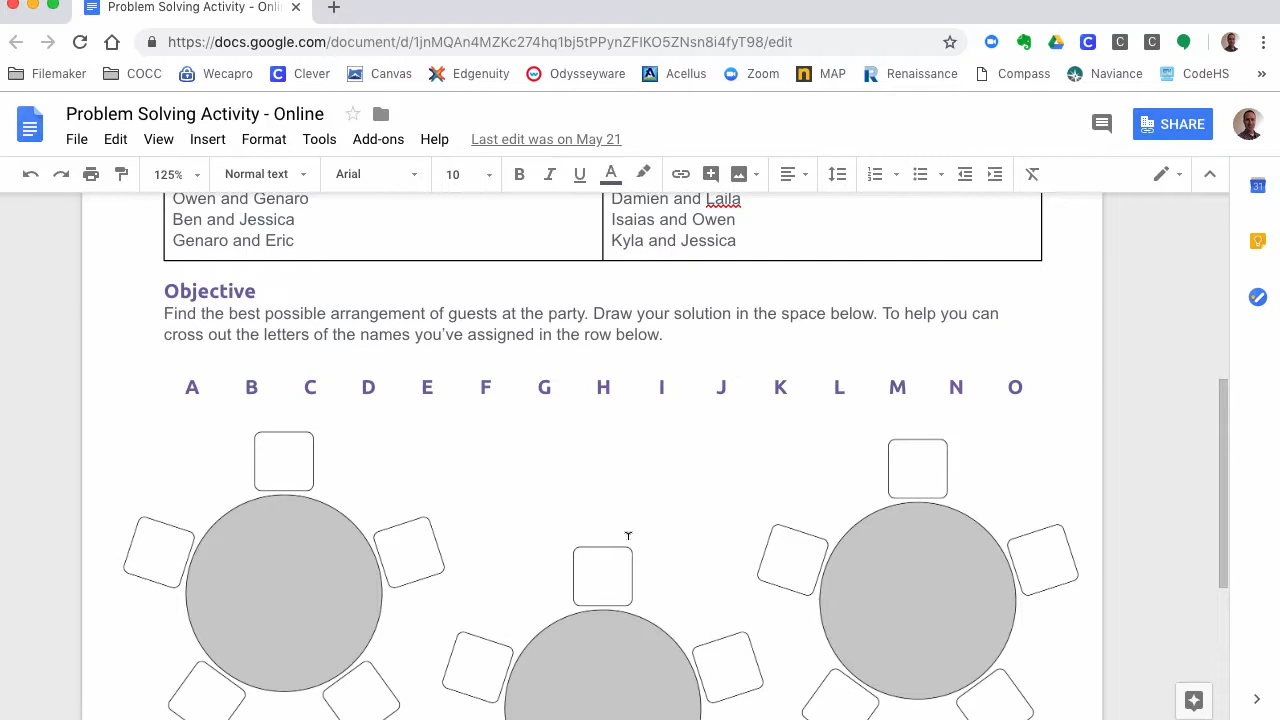 Problem Solving Activity - Onli
https://docs.google.com/document/d/1jnMQAn4MZKc274hq1bj5tPPynZFIKO5ZNsn8i4fyT98/edit
Filemaker COCC Wecapro Clever Canvas Edgenuity Odysseyware Acellus Zoom MAP Renaissance Compass Naviance CodeHS »
Problem Solving Activity - Online
SHARE
File Edit View Insert Format Tools Add-ons Help Last edit was on May 21
125% Normal text Arial 10 B I U A
31
Owen and Genaro Damien and Laila
Ben and Jessica Isaias and Owen
Genaro and Eric Kyla and Jessica
Objective
Find the best possible arrangement of guests at the party. Draw your solution in the space below. To help you can
cross out the letters of the names you've assigned in the row below.
A B C D E F G H I J K L M N O